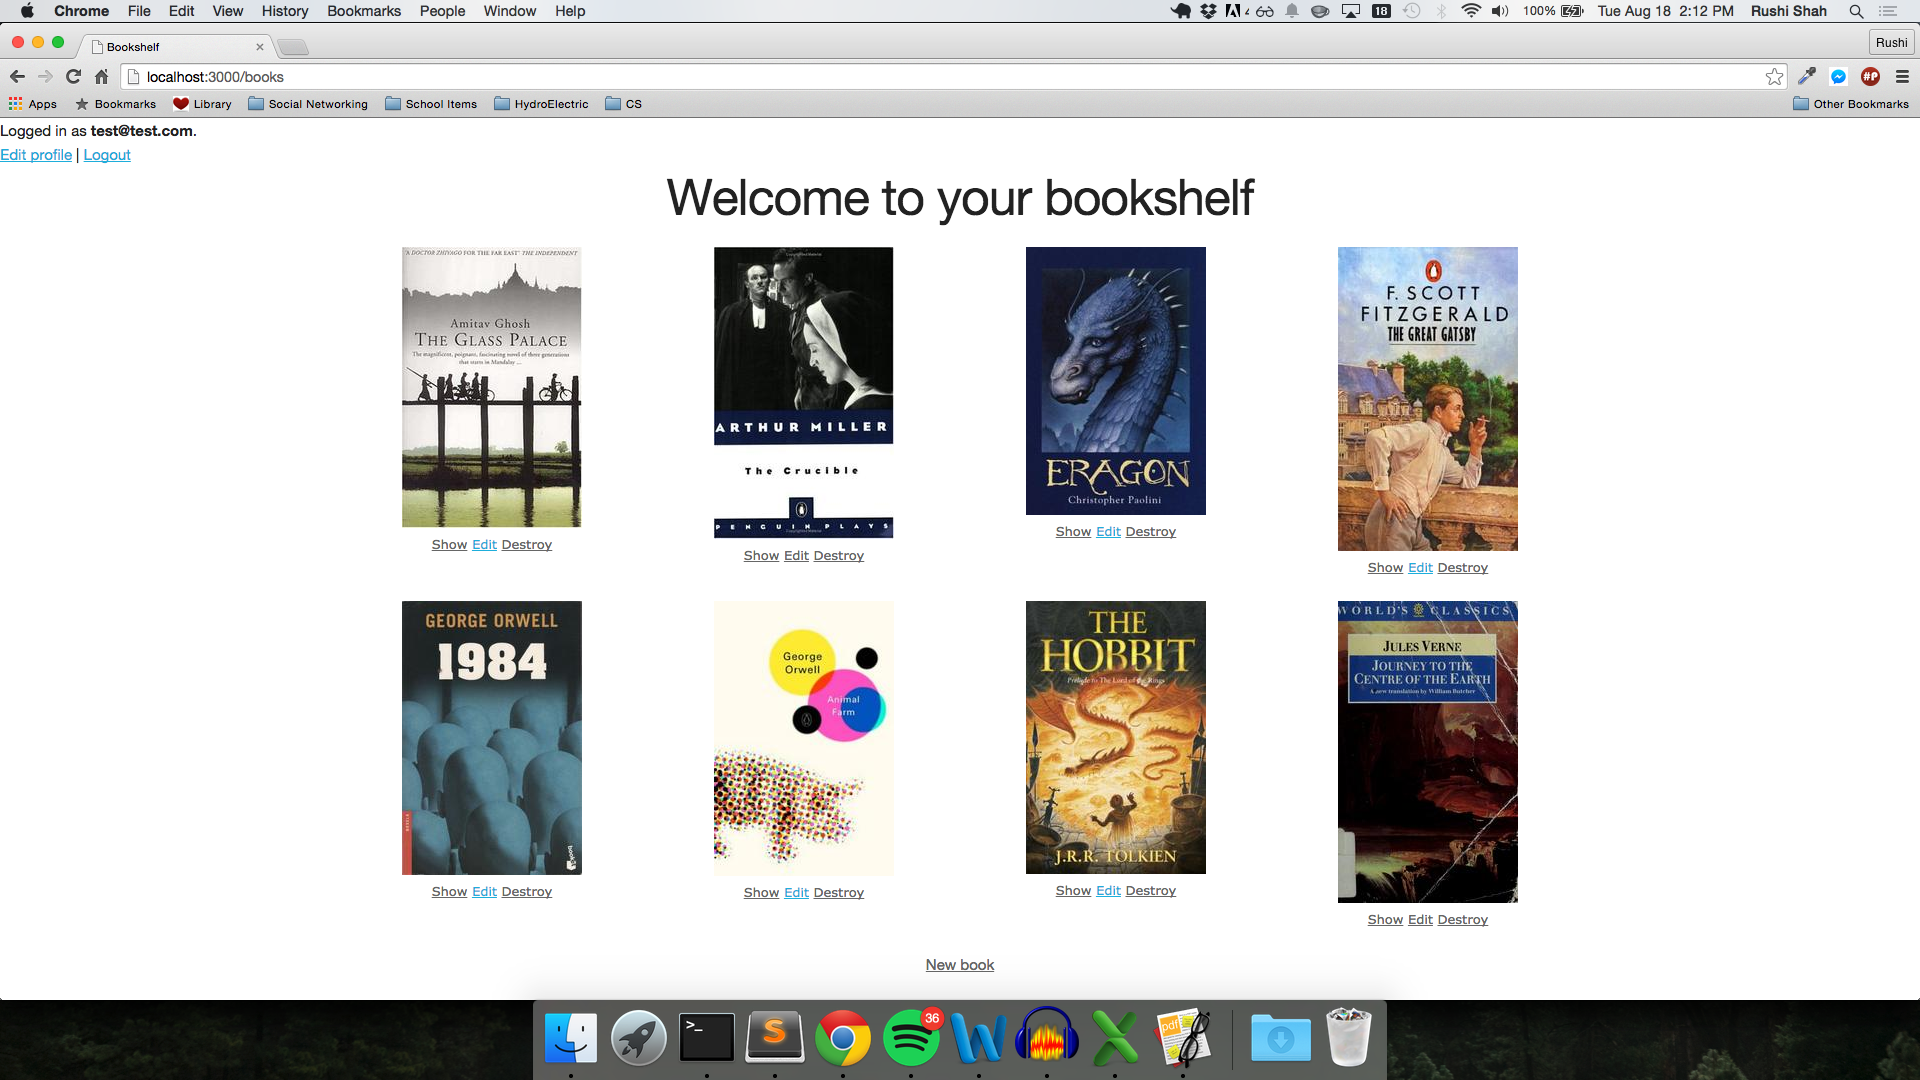 Chrome File Edit View History Bookmarks People Window Help 4 18 100% Tue Aug 18 2:12 PM Rushi Shah
Bookshelf Rushi
localhost:3000/books
Apps Bookmarks Library Social Networking School Items HydroElectric CS Other Bookmarks
Logged in as test@test.com.
Edit profile | Logout
Welcome to your bookshelf
'A DOCTOR ZHIVAGO FOR THE FAR EAST' THE INDEPENDENT
Amitav Ghosh
THE GLASS PALACE
The magnificent, poignant, fascinating novel of three generations
that starts in Mandalay ...
Show Edit Destroy
ARTHUR MILLER
The Crucible
PENGUIN PLAYS
Show Edit Destroy
ERAGON
Christopher Paolini
Show Edit Destroy
F. SCOTT
FITZGERALD
THE GREAT GATSBY
Show Edit Destroy
GEORGE ORWELL
1984
booket
Show Edit Destroy
George
Orwell
Animal
Farm
Show Edit Destroy
THE
HOBBIT
Prelude to The Lord of the Rings
J.R.R. TOLKIEN
Show Edit Destroy
WORLD'S CLASSICS
JULES VERNE
JOURNEY TO THE
CENTRE OF THE EARTH
A new translation by William Butcher
Show Edit Destroy
New book
>_ S 36 W pdf